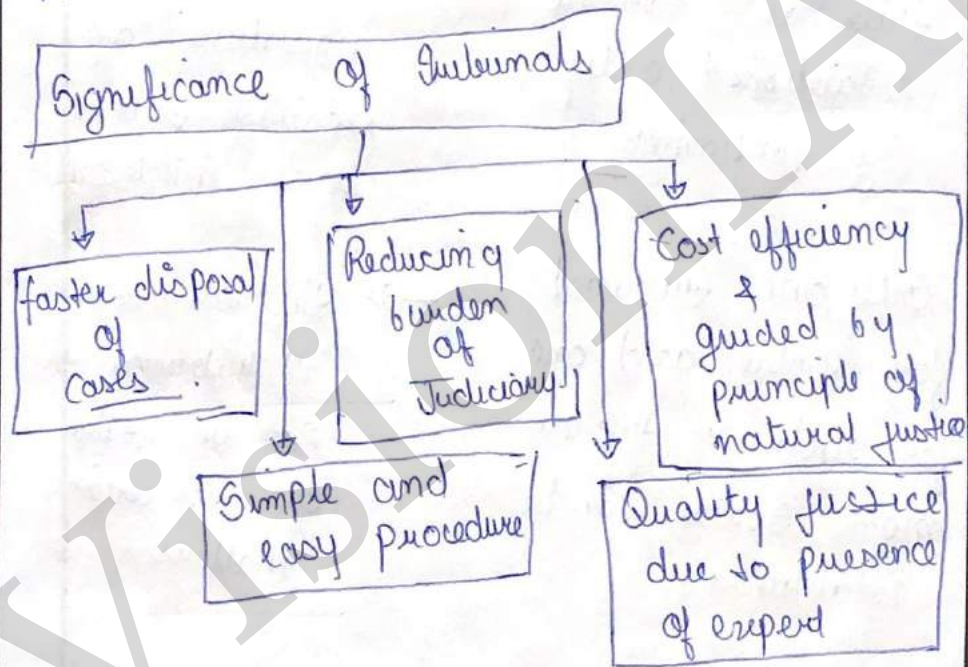 Significance of Tribunals
faster disposal
of
cases.
Reducing
burden
of
Judiciary
Cost efficiency
&
guided by
principle of
natural justice
Simple and
easy procedure
Quality justice
due to presence
of expert
VisionIA